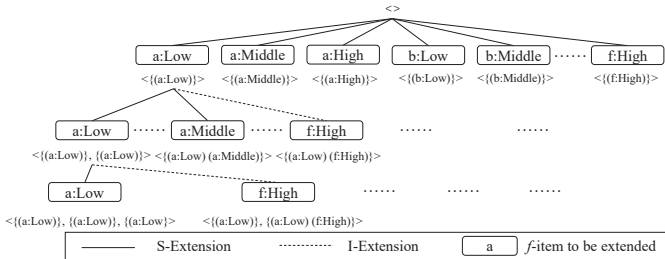 <>
a:Low a:Middle a:High b:Low b:Middle ...... f:High
<{(a:Low)}> <{(a:Middle)}> <{(a:High)}> <{(b:Low)}> <{(b:Middle)}> <{(f:High)}>
a:Low ...... a:Middle ...... f:High ...... ......
<{(a:Low)}, {(a:Low)}> <{(a:Low) (a:Middle)}> <{(a:Low) (f:High)}>
a:Low f:High ...... ......
<{(a:Low)}, {(a:Low)}, {(a:Low}> <{(a:Low)}, {(a:Low) (f:High)}>
S-Extension I-Extension a f-item to be extended